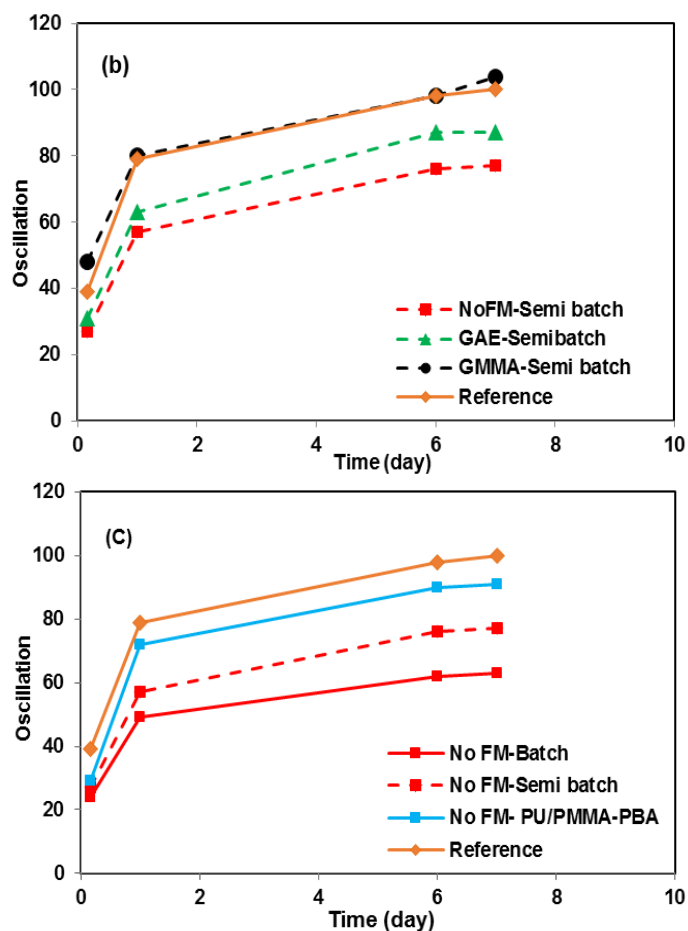 120
100
80
60
40
20
0
(b)
Oscillation
NoFM-Semi batch
GAE-Semibatch
GMMA-Semi batch
Reference
0 2 4 6 8 10
Time (day)
120
100
80
60
40
20
0
(C)
Oscillation
No FM-Batch
No FM-Semi batch
No FM- PU/PMMA-PBA
Reference
0 2 4 6 8 10
Time (day)